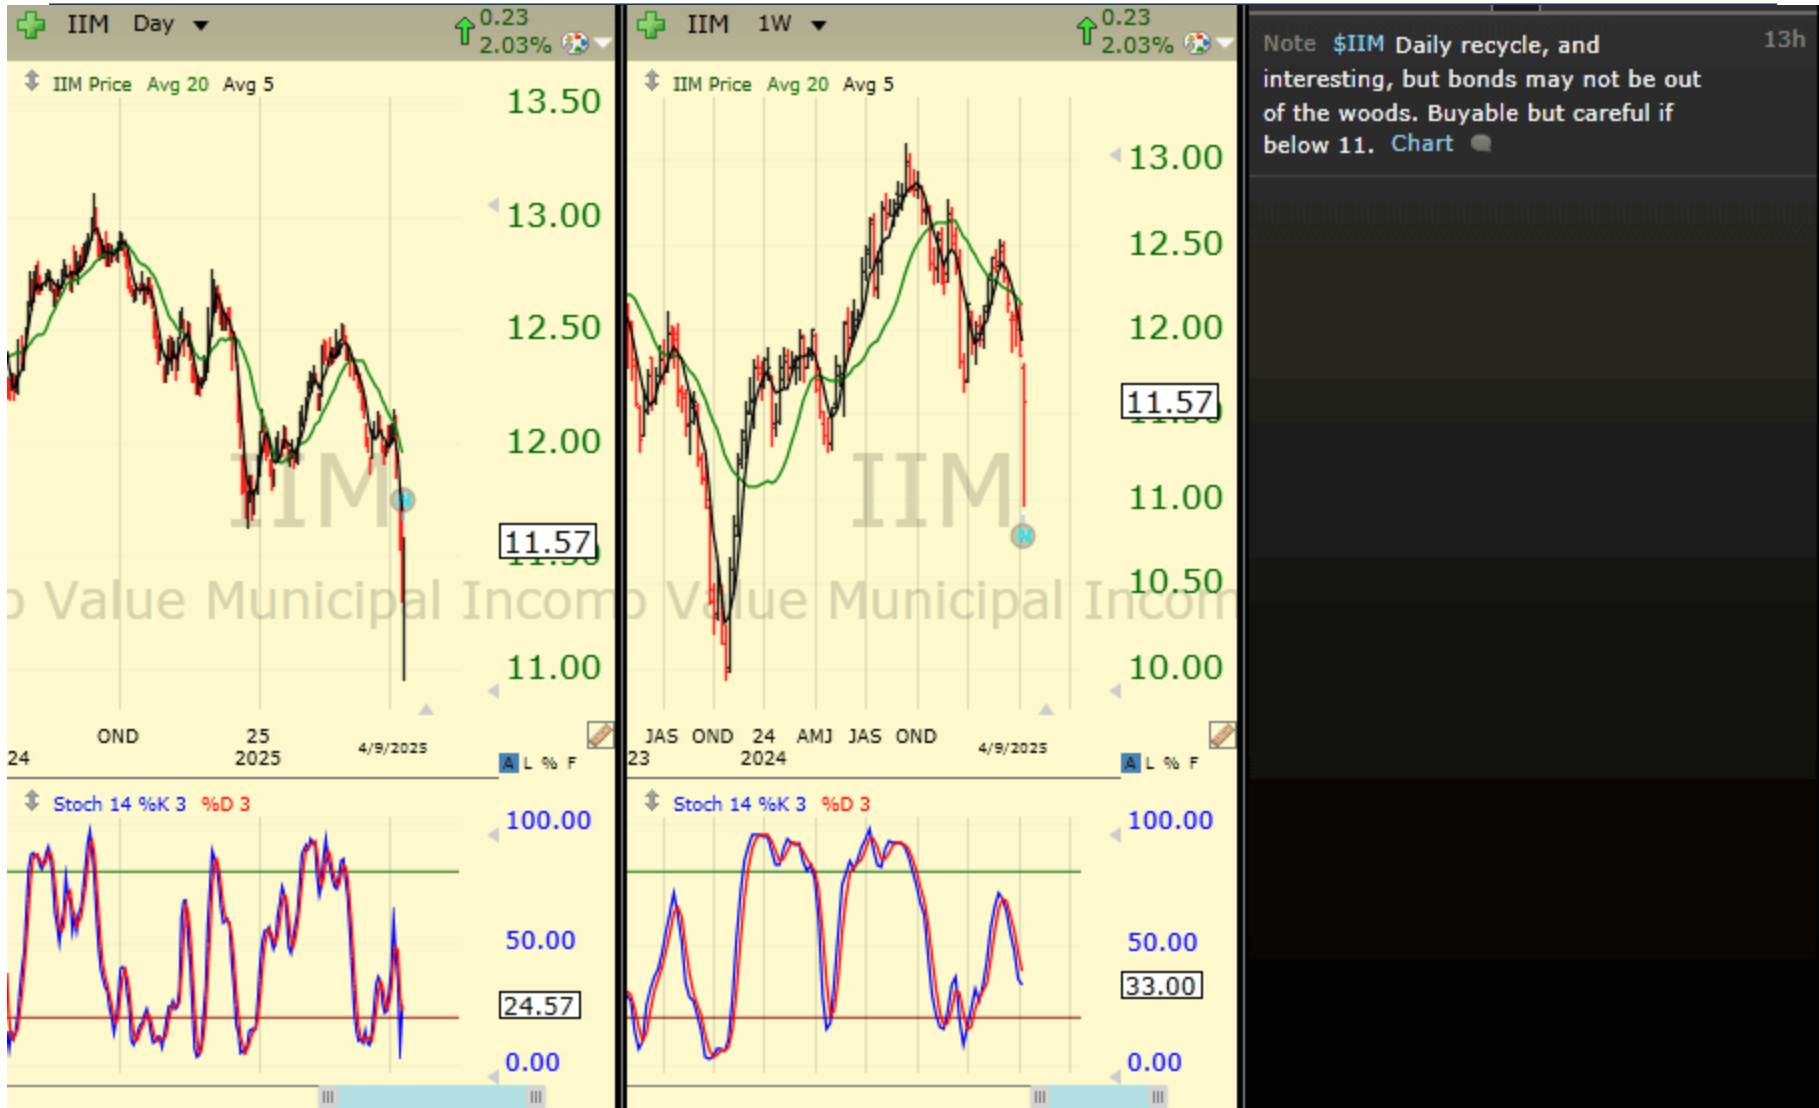 IIM Day
0.23
2.03%
IIM Price Avg 20 Avg 5
13.50
13.00
12.50
12.00
11.57
11.00
IIM
Value Municipal Incom
N
OND
25
4/9/2025
24
2025
A L % F
Stoch 14 %K 3 %D 3
100.00
50.00
24.57
0.00
IIM 1W
0.23
2.03%
IIM Price Avg 20 Avg 5
13.00
12.50
12.00
11.57
11.00
10.50
10.00
IIM
Value Municipal Incom
N
JAS OND 24 AMJ JAS OND
4/9/2025
23
2024
A L % F
Stoch 14 %K 3 %D 3
100.00
50.00
33.00
0.00
Note $IIM Daily recycle, and 13h
interesting, but bonds may not be out
of the woods. Buyable but careful if
below 11. Chart